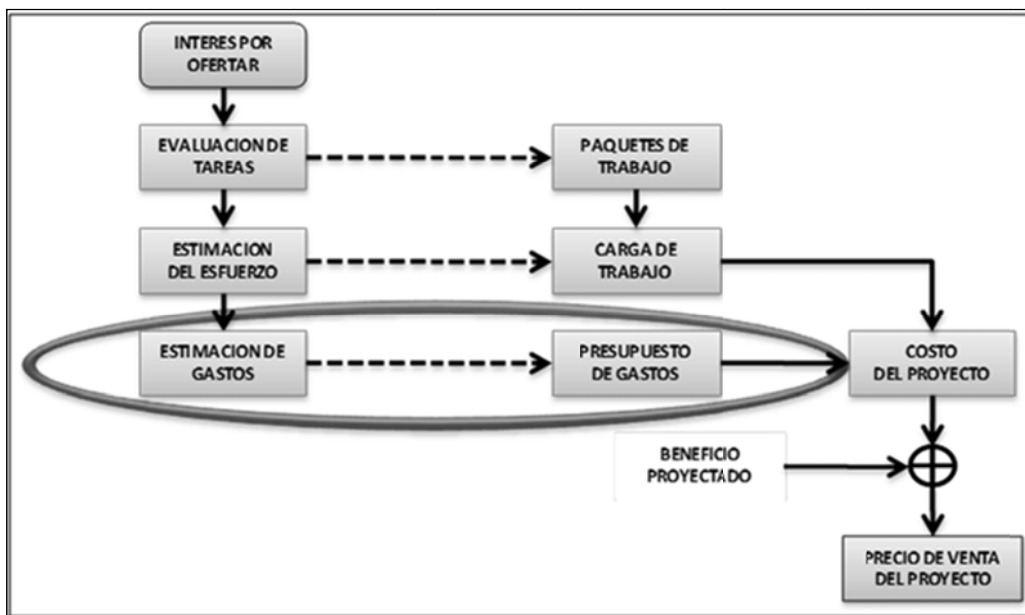 INTERES POR
OFERTAR
EVALUACION DE
TAREAS
PAQUETES DE
TRABAJO
ESTIMACION
DEL ESFUERZO
CARGA DE
TRABAJO
ESTIMACION DE
GASTOS
PRESUPUESTO
DE GASTOS
COSTO
DEL PROYECTO
BENEFICIO
PROYECTADO
PRECIO DE VENTA
DEL PROYECTO